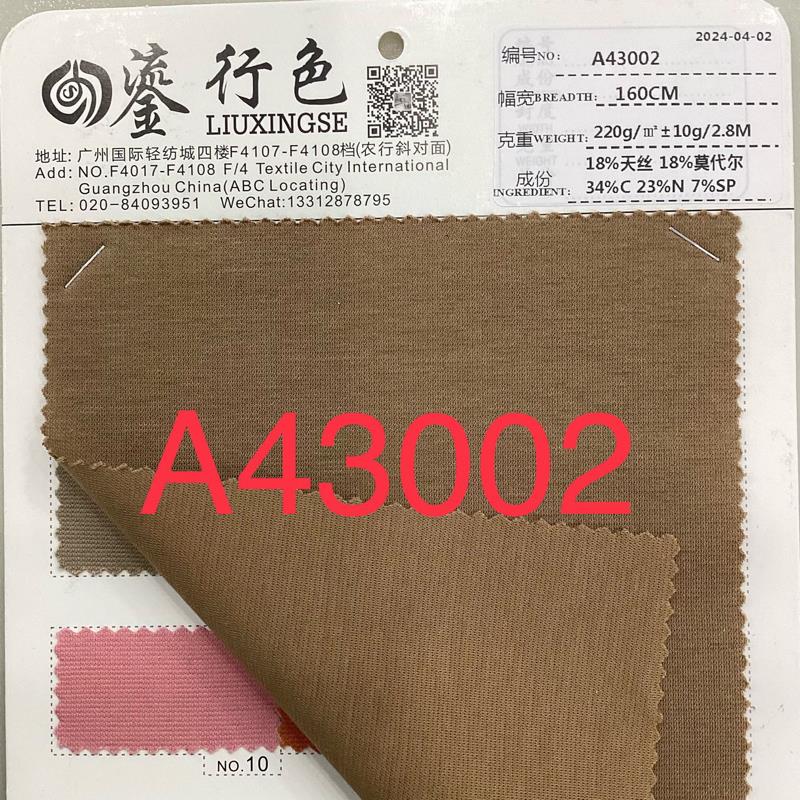 鎏行色
LIUXINGSE
地址: 广州国际轻纺城四楼F4107-F4108档(农行斜对面)
Add: NO.F4017-F4108 F/4 Textile City International
Guangzhou China(ABC Locating)
TEL: 020-84093951 WeChat:13312878795
2024-04-02
编号NO: A43002
幅宽BREADTH: 160CM
克重WEIGHT: 220g/㎡±10g/2.8M
成份INGREDIENT: 18%天丝 18%莫代尔
34%C 23%N 7%SP
A43002
NO.10